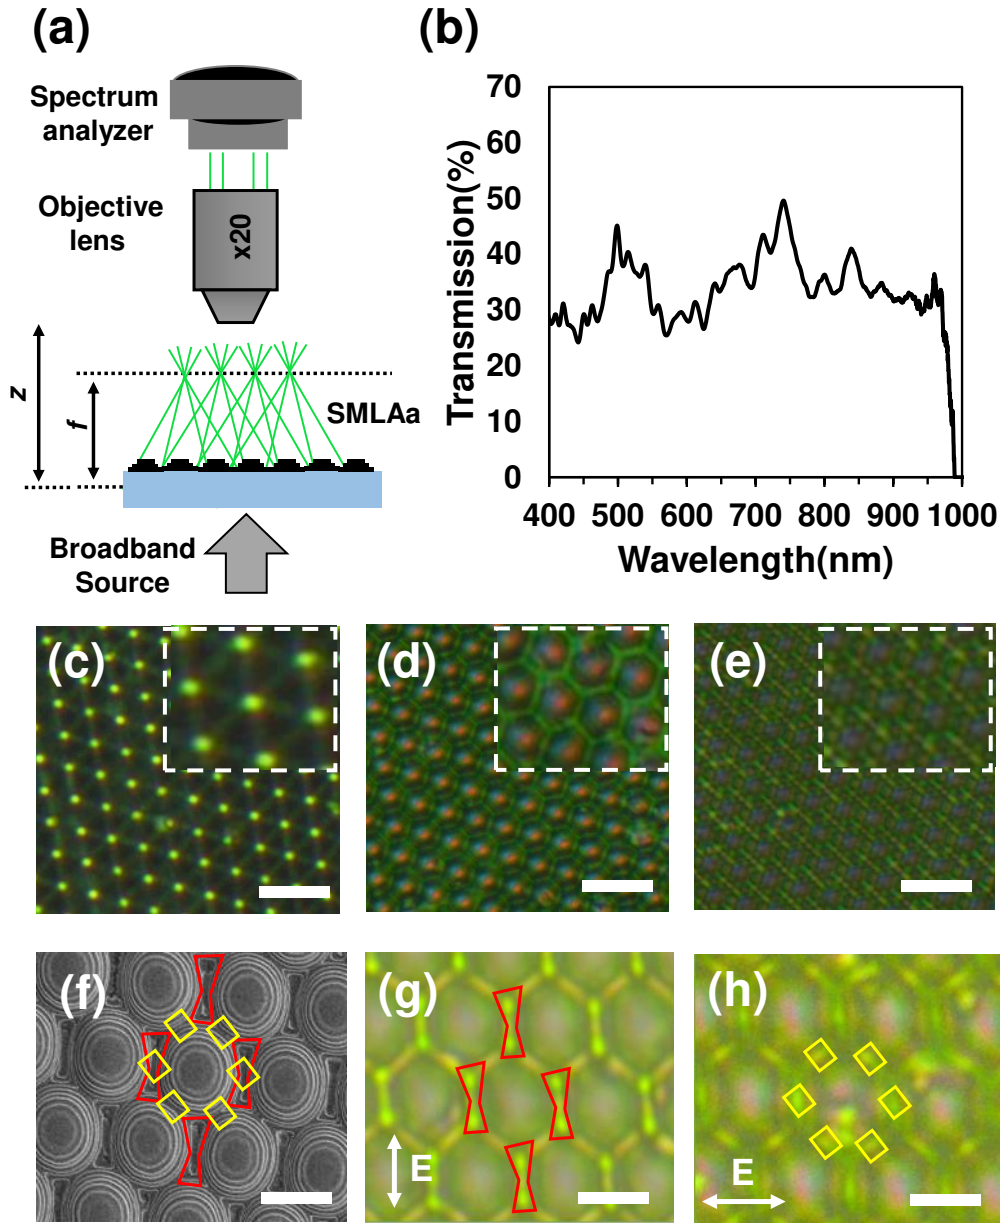 (a)
Spectrum
analyzer
Objective
lens
x20
z
f
SMLAa
Broadband
Source
(b)
Transmission(%)
70
60
50
40
30
20
10
0
400 500 600 700 800 900 1000
Wavelength(nm)
(c)
(d)
(e)
(f)
(g)
E
(h)
E